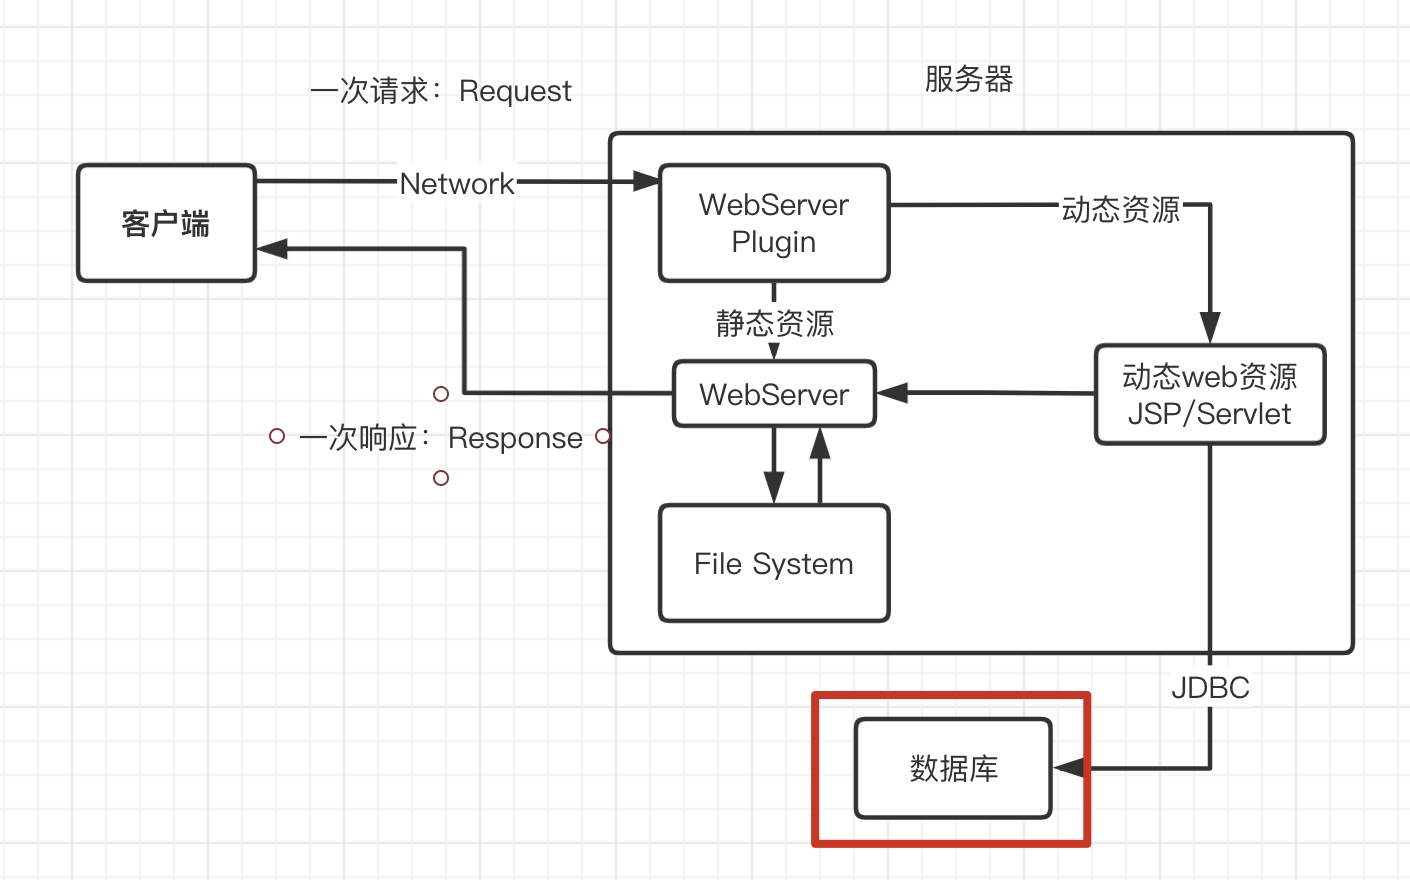 一次请求：Request
服务器
客户端
Network
WebServer
Plugin
动态资源
静态资源
WebServer
动态web资源
JSP/Servlet
一次响应：Response
File System
JDBC
数据库